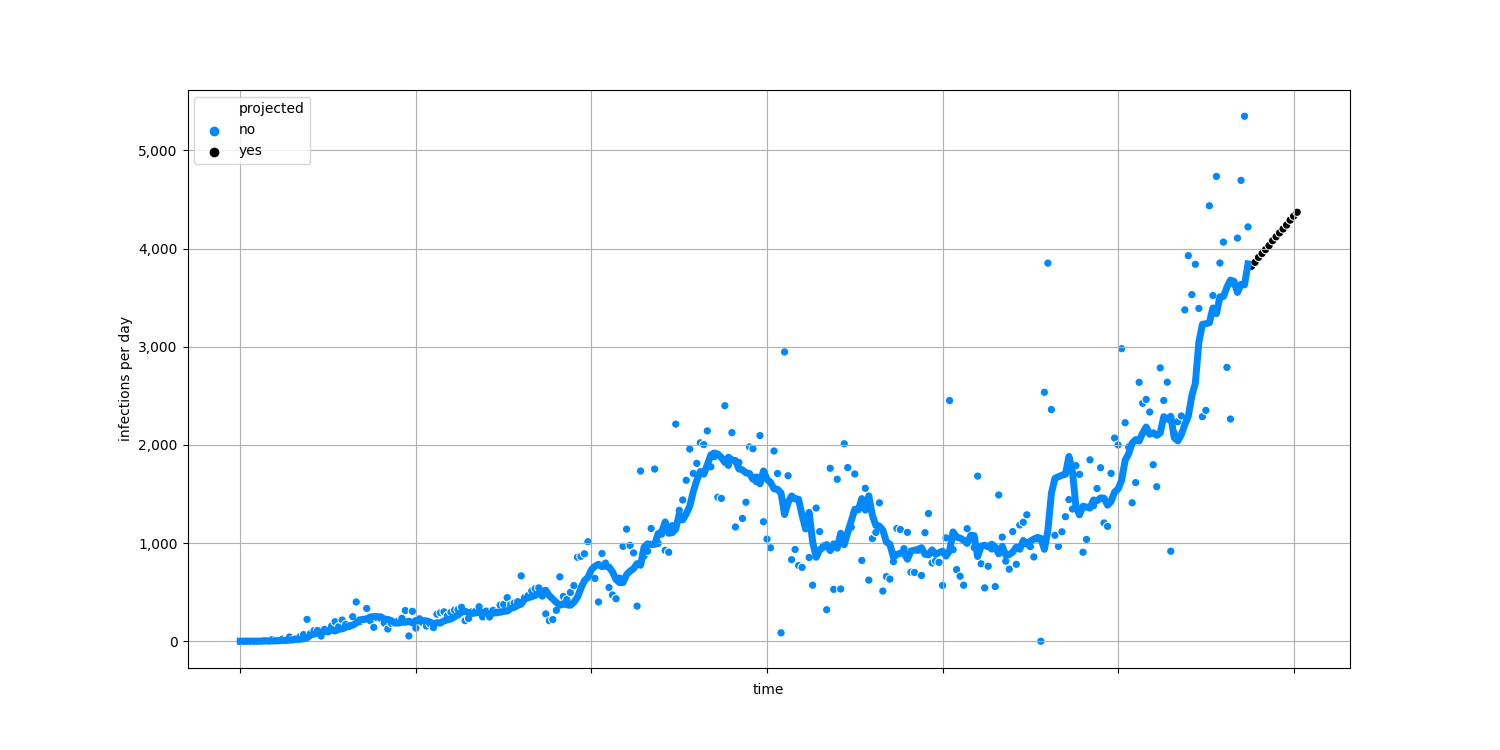 projected
no
yes
5,000
4,000
3,000
2,000
1,000
0
infections per day
time